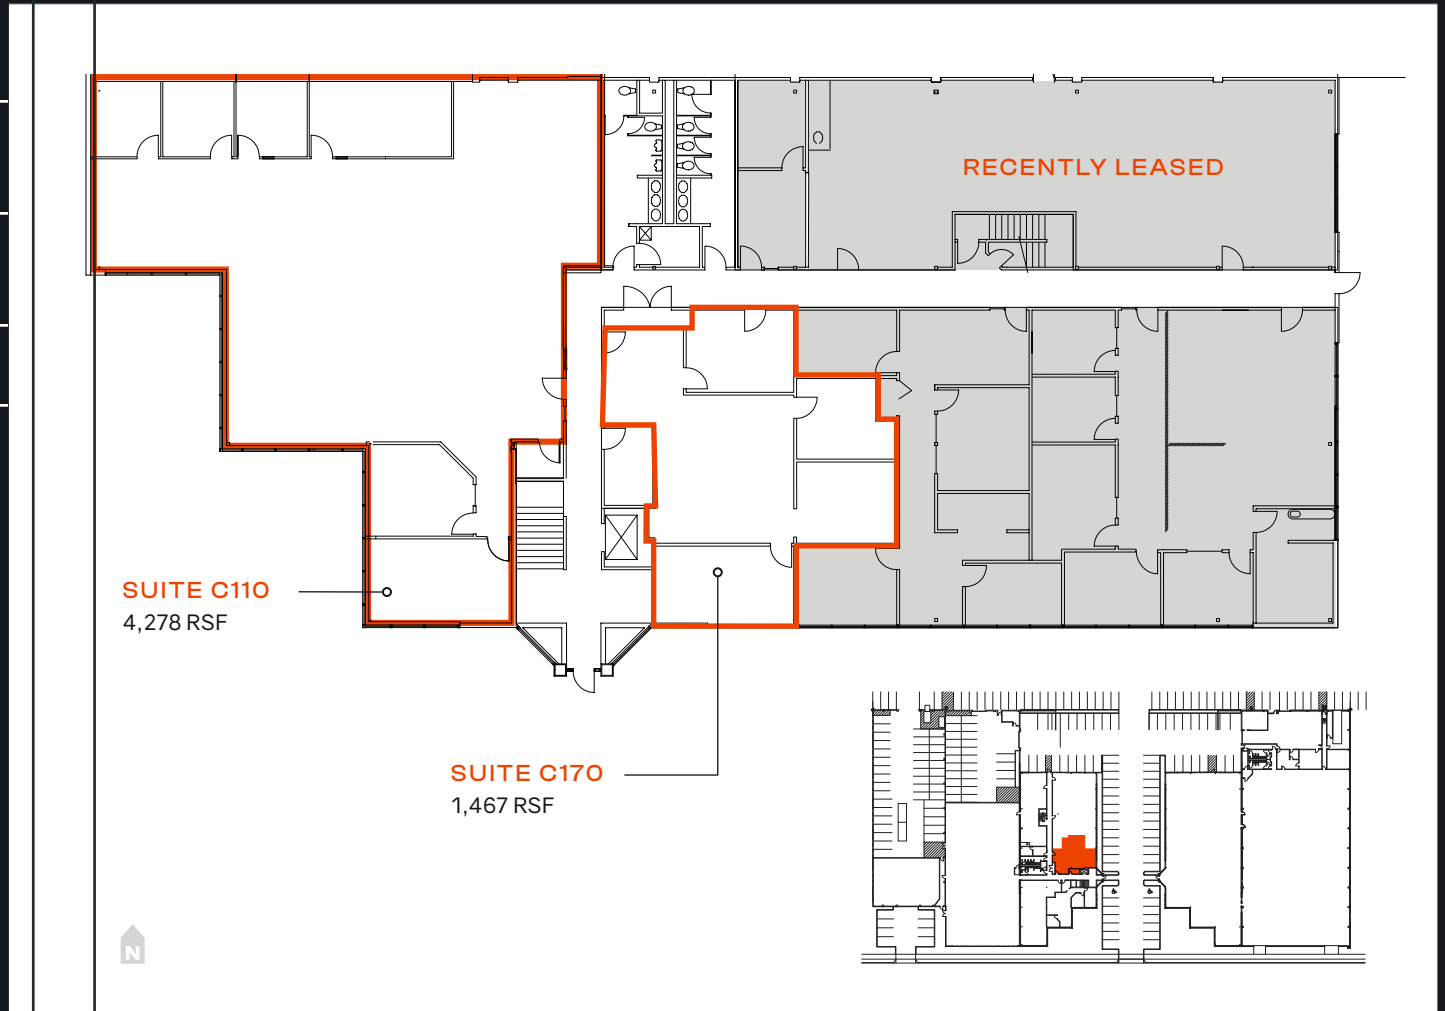 RECENTLY LEASED
SUITE C110
4,278 RSF
SUITE C170
1,467 RSF
N